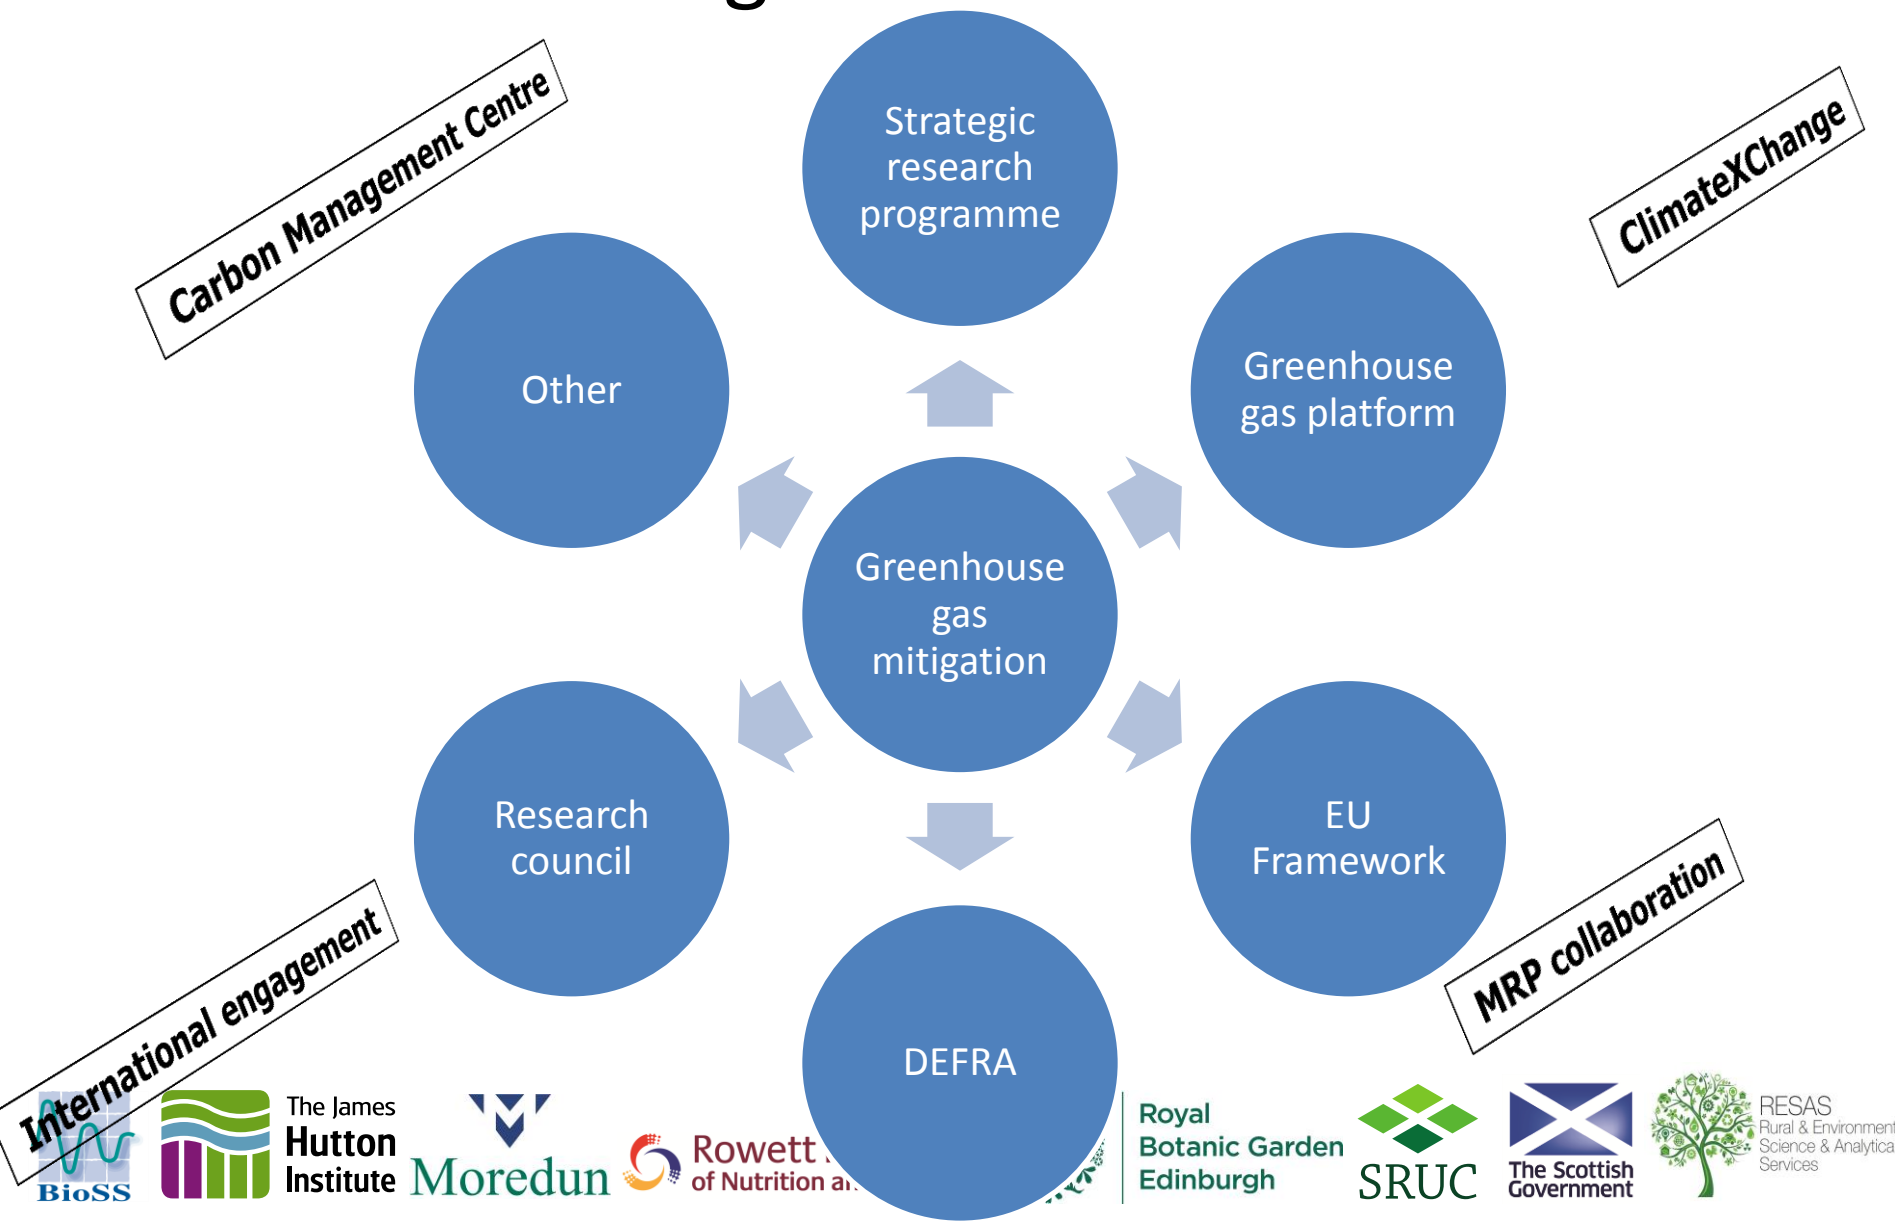 Carbon Management Centre
ClimateXChange
Strategic
research
programme
Other
Greenhouse
gas platform
Greenhouse
gas
mitigation
Research
council
EU
Framework
DEFRA
International engagement
MRP collaboration
BioSS
The James
Hutton
Institute
Moredun
Rowett
of Nutrition
Royal
Botanic Garden
Edinburgh
SRUC
The Scottish
Government
RESAS
Rural & Environment
Science & Analytical
Services